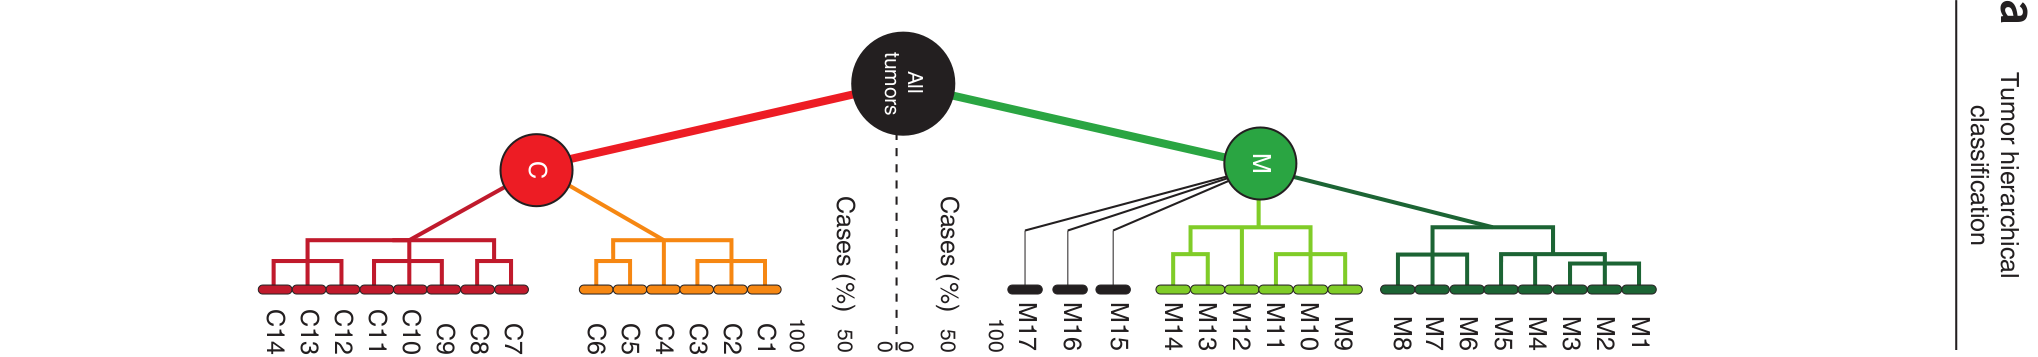 a
Tumor hierarchical
classification
All
tumors
M
C
M1
M2
M3
M4
M5
M6
M7
M8
M9
M10
M11
M12
M13
M14
M15
M16
M17
100
50
0
Cases (%)
0
50
100
Cases (%)
C1
C2
C3
C4
C5
C6
C7
C8
C9
C10
C11
C12
C13
C14